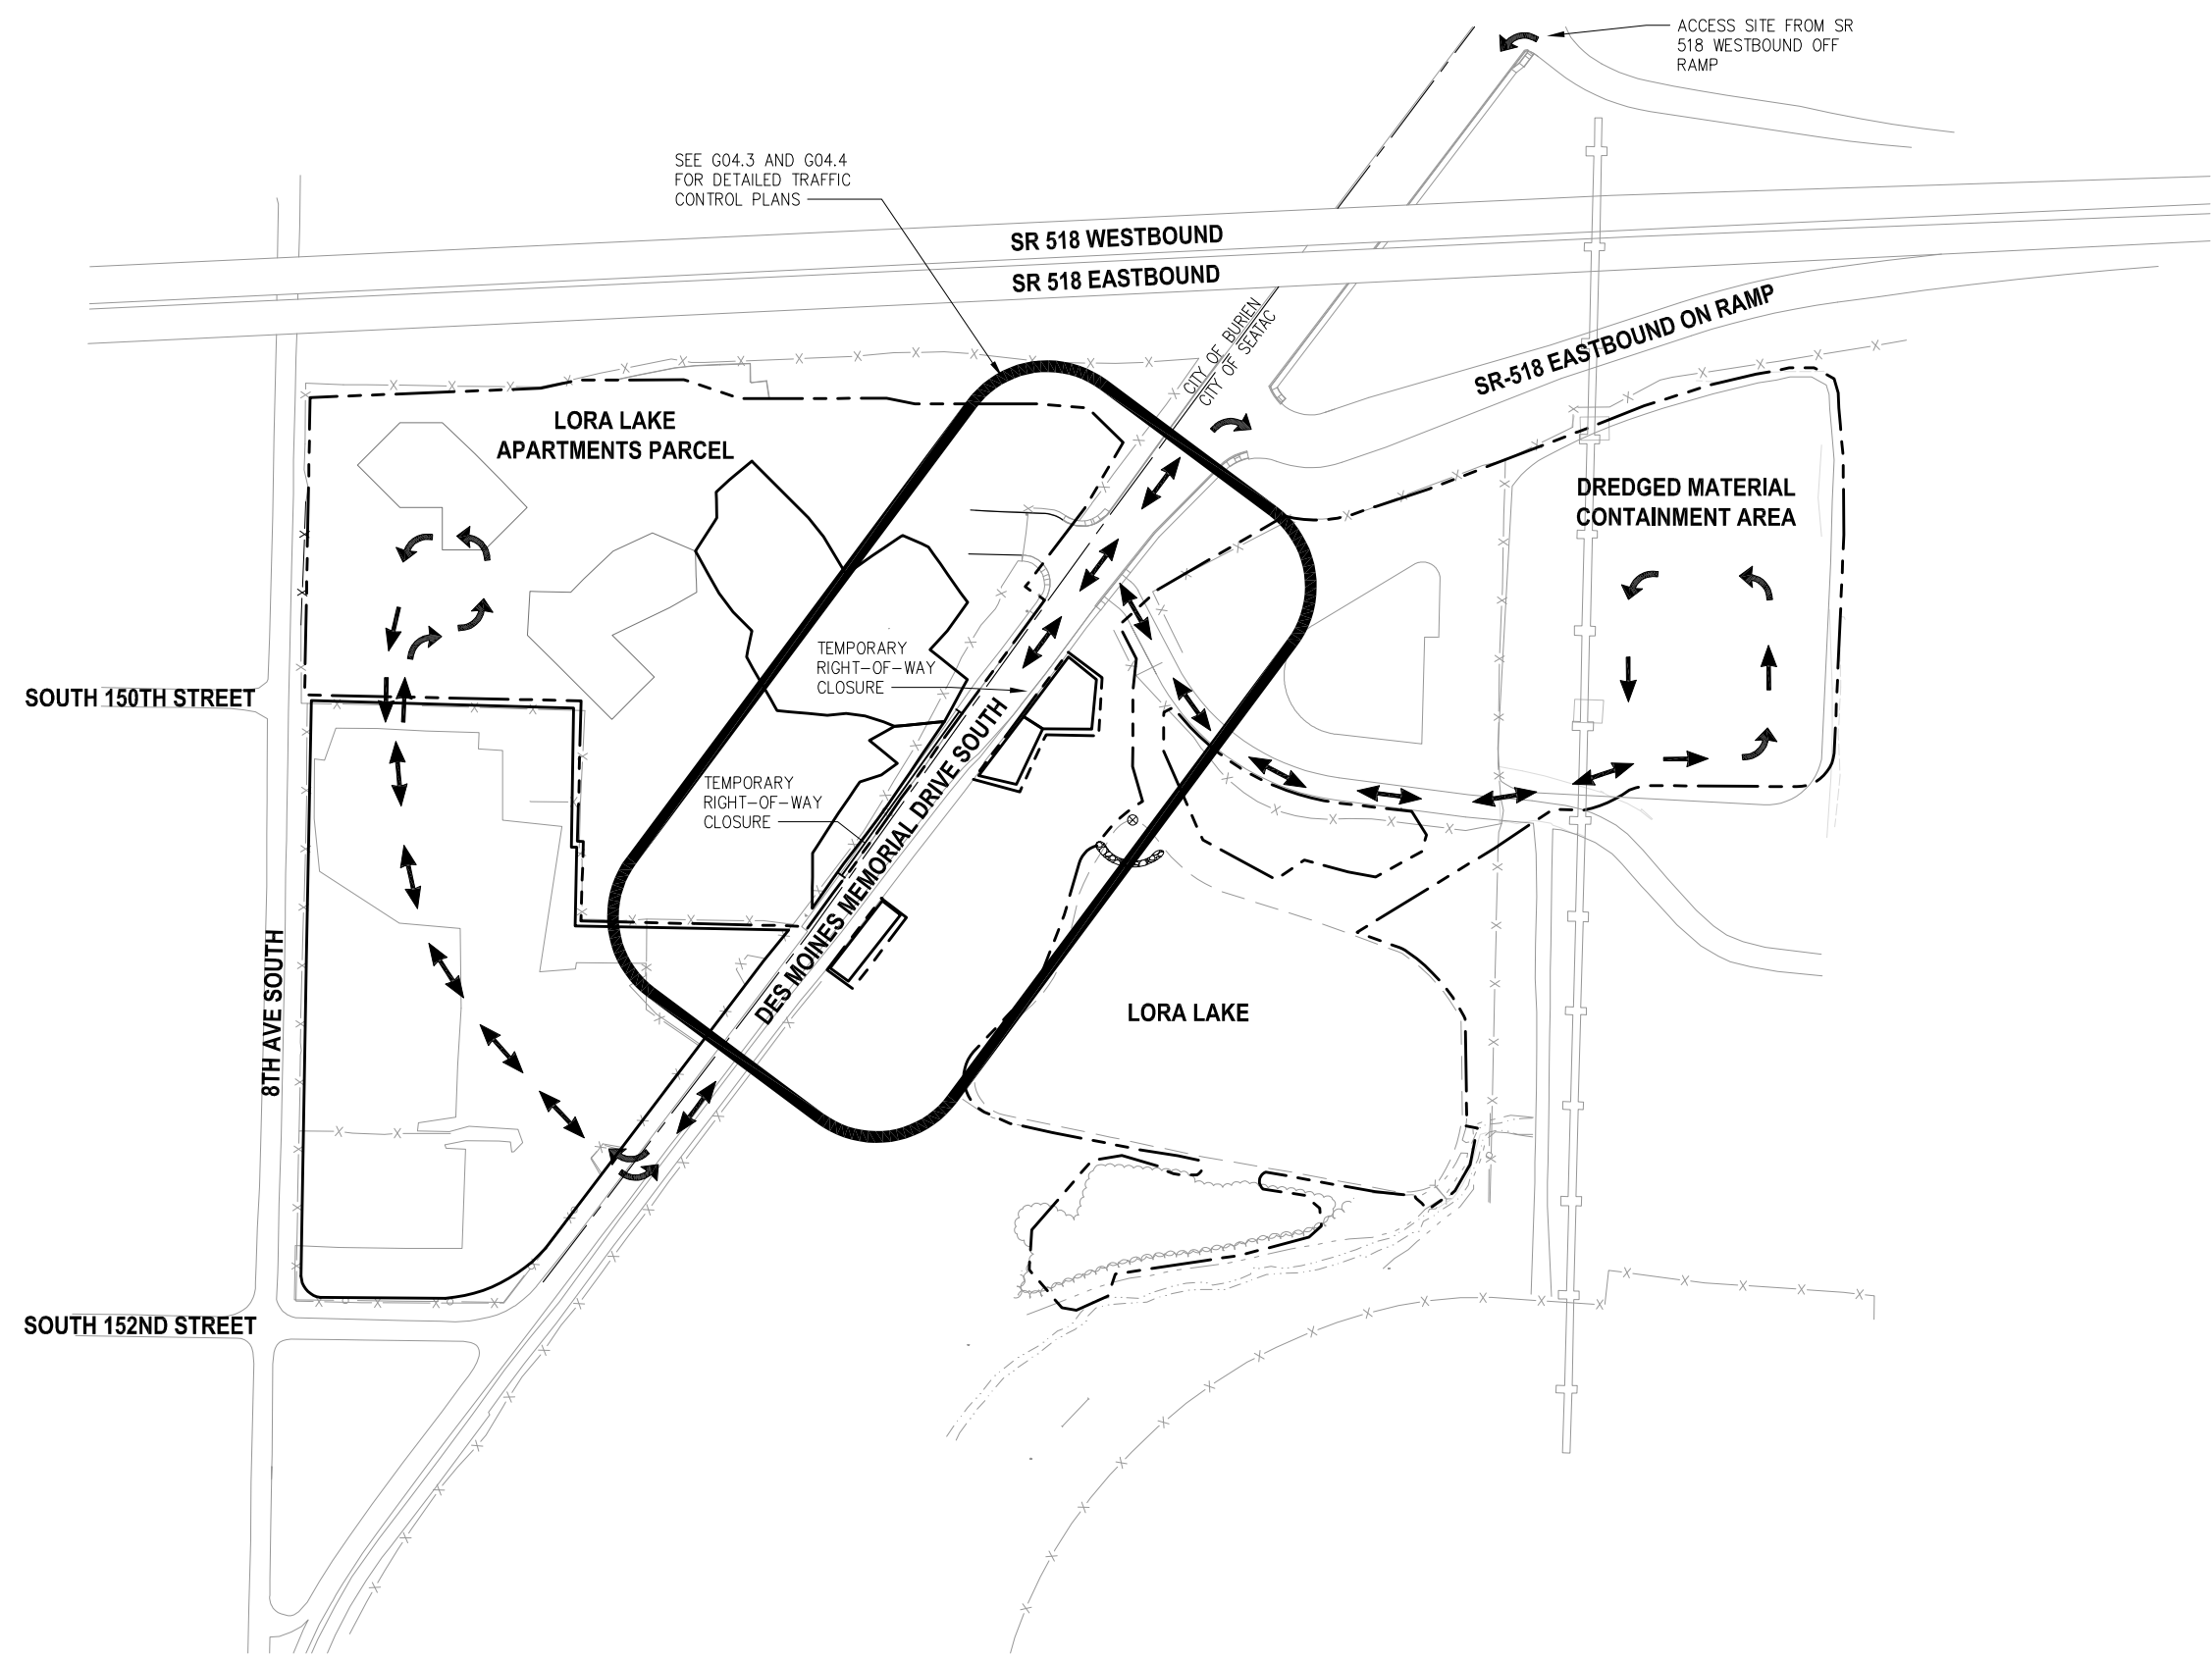 ACCESS SITE FROM SR
518 WESTBOUND OFF
RAMP
SEE G04.3 AND G04.4
FOR DETAILED TRAFFIC
CONTROL PLANS
SR 518 WESTBOUND
SR 518 EASTBOUND
CITY OF BURIEN
CITY OF SEATAC
SR-518 EASTBOUND ON RAMP
LORA LAKE
APARTMENTS PARCEL
DREDGED MATERIAL
CONTAINMENT AREA
TEMPORARY
RIGHT-OF-WAY
CLOSURE
SOUTH 150TH STREET
TEMPORARY
RIGHT-OF-WAY
CLOSURE
DES MOINES MEMORIAL DRIVE SOUTH
8TH AVE SOUTH
LORA LAKE
SOUTH 152ND STREET